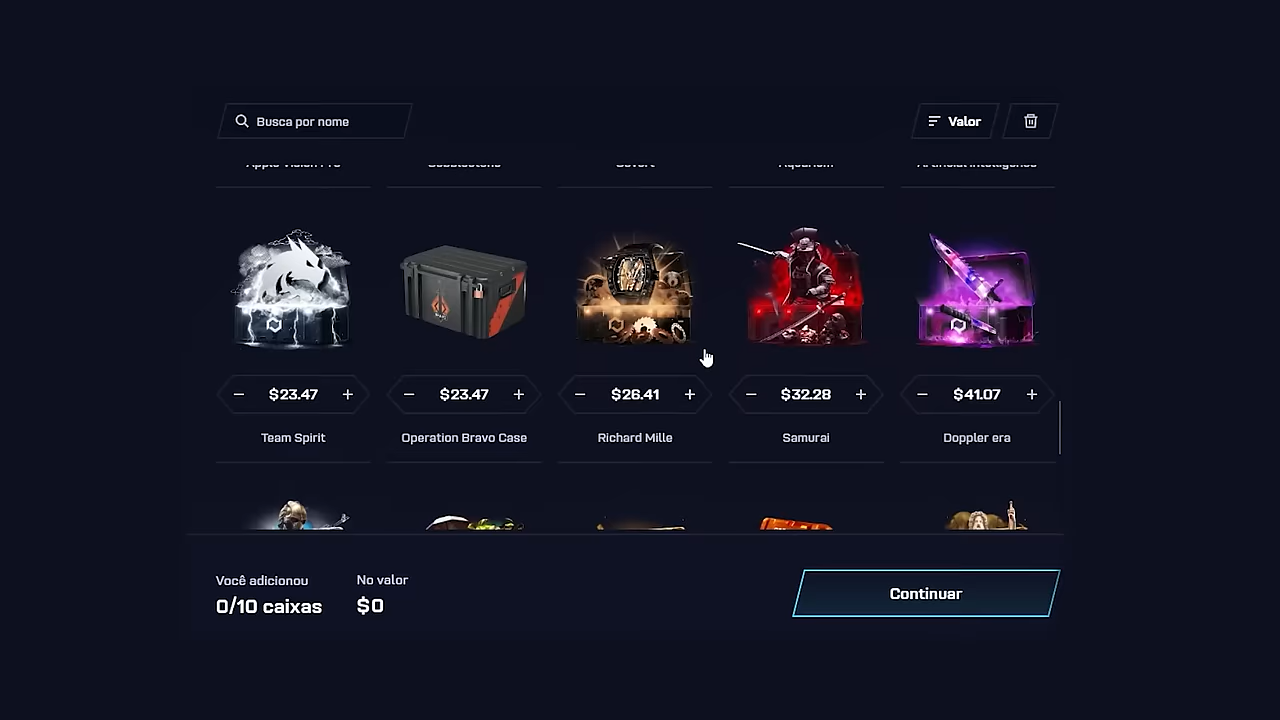 Busca por nome
Valor
$23.47
$23.47
$26.41
$32.28
$41.07
Team Spirit
Operation Bravo Case
Richard Mille
Samurai
Doppler era
Você adicionou
No valor
0/10 caixas
$0
Continuar